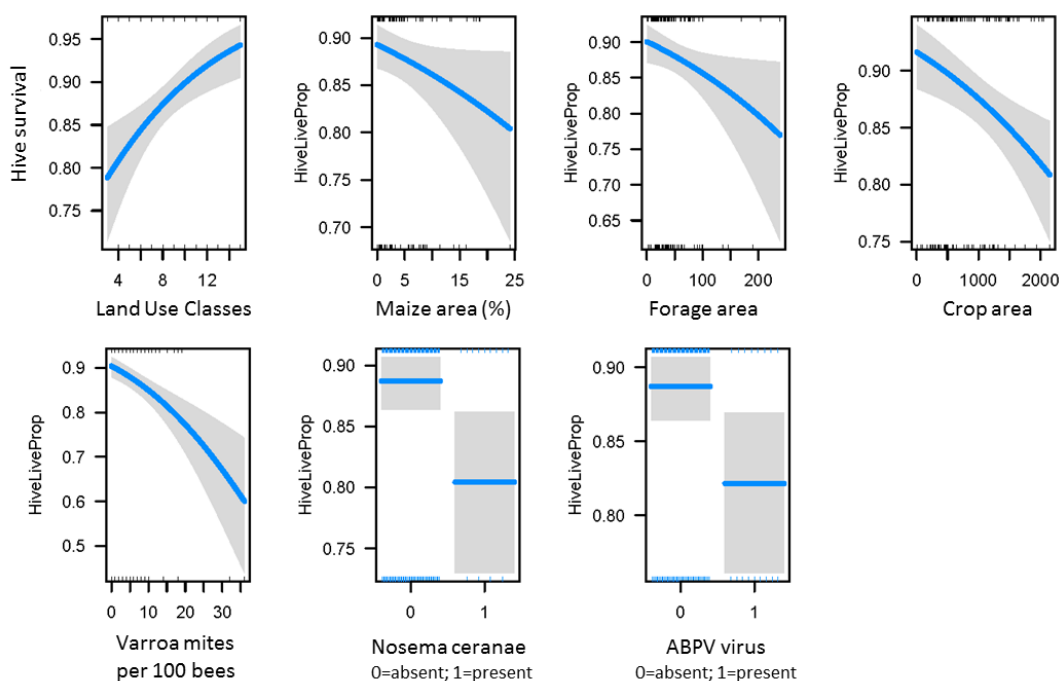 Hive survival
0.95
0.90
0.85
0.80
0.75
4 8 12
Land Use Classes
HiveLiveProp
0.90
0.85
0.80
0.75
0.70
0 5 15 25
Maize area (%)
HiveLiveProp
0.90
0.85
0.80
0.75
0.70
0.65
0 100 200
Forage area
HiveLiveProp
0.90
0.85
0.80
0.75
0 1000 2000
Crop area
HiveLiveProp
0.9
0.8
0.7
0.6
0.5
0 10 20 30
Varroa mites
per 100 bees
HiveLiveProp
0.90
0.85
0.80
0.75
0 1
Nosema ceranae
0=absent; 1=present
HiveLiveProp
0.90
0.85
0.80
0 1
ABPV virus
0=absent; 1=present